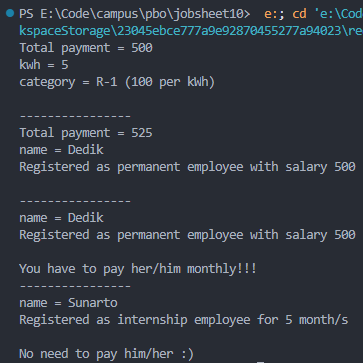 PS E:\Code\campus\pbo\jobsheet10> e:; cd 'e:\Cod
kspaceStorage\23045ebce777a9e92870455277a94023\re
Total payment = 500
kwh = 5
category = R-1 (100 per kWh)
----------------
Total payment = 525
name = Dedik
Registered as permanent employee with salary 500
----------------
name = Dedik
Registered as permanent employee with salary 500
You have to pay her/him monthly!!!
----------------
name = Sunarto
Registered as internship employee for 5 month/s
No need to pay him/her :)